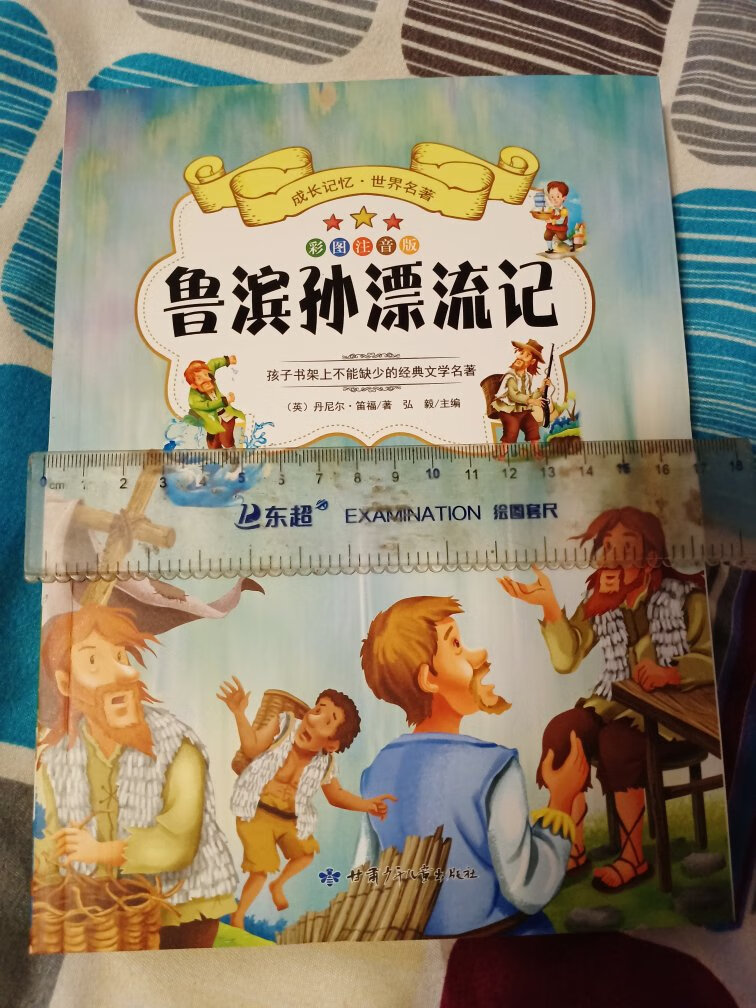 成长记忆·世界名著
彩图注音版
鲁滨孙漂流记
孩子书架上不能缺少的经典文学名著
（英）丹尼尔·笛福/著 弘 毅/主编
0cm 1 2 3 4 5 6 7 8 9 10 11 12 13 14 15 16 17 18
东超 EXAMINATION 绘图套尺
甘肃少年儿童出版社